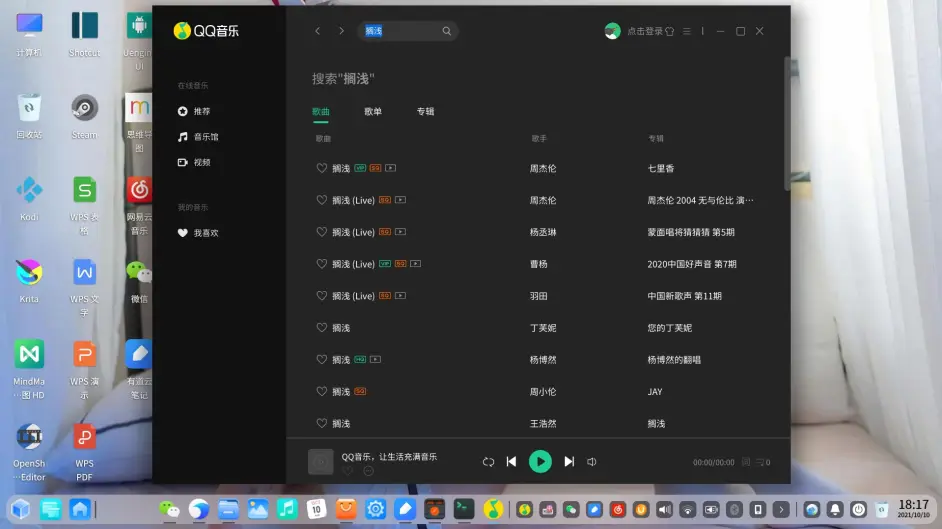 计算机
Shotcut
Uengin
UI
回收站
Steam
思维导
图
Kodi
WPS 表
格
网易云
音乐
Krita
WPS 文
字
微信
MindMa
…图 HD
WPS 演
示
有道云
笔记
OpenSh
…Editor
WPS
PDF
QQ音乐
搁浅
点击登录
在线音乐
推荐
音乐馆
视频
我的音乐
我喜欢
搜索"搁浅"
歌曲 歌单 专辑
歌曲 歌手 专辑
搁浅 VIP SQ 周杰伦 七里香
搁浅 (Live) SQ 周杰伦 周杰伦 2004 无与伦比 演…
搁浅 (Live) SQ 杨丞琳 蒙面唱将猜猜猜 第5期
搁浅 (Live) VIP SQ 曹杨 2020中国好声音 第7期
搁浅 (Live) SQ 羽田 中国新歌声 第11期
搁浅 丁芙妮 您的丁芙妮
搁浅 HQ 杨博然 杨博然的翻唱
搁浅 SQ 周小伦 JAY
搁浅 王浩然 搁浅
QQ音乐，让生活充满音乐
00:00/00:00
词
0
10
18:17
2021/10/10